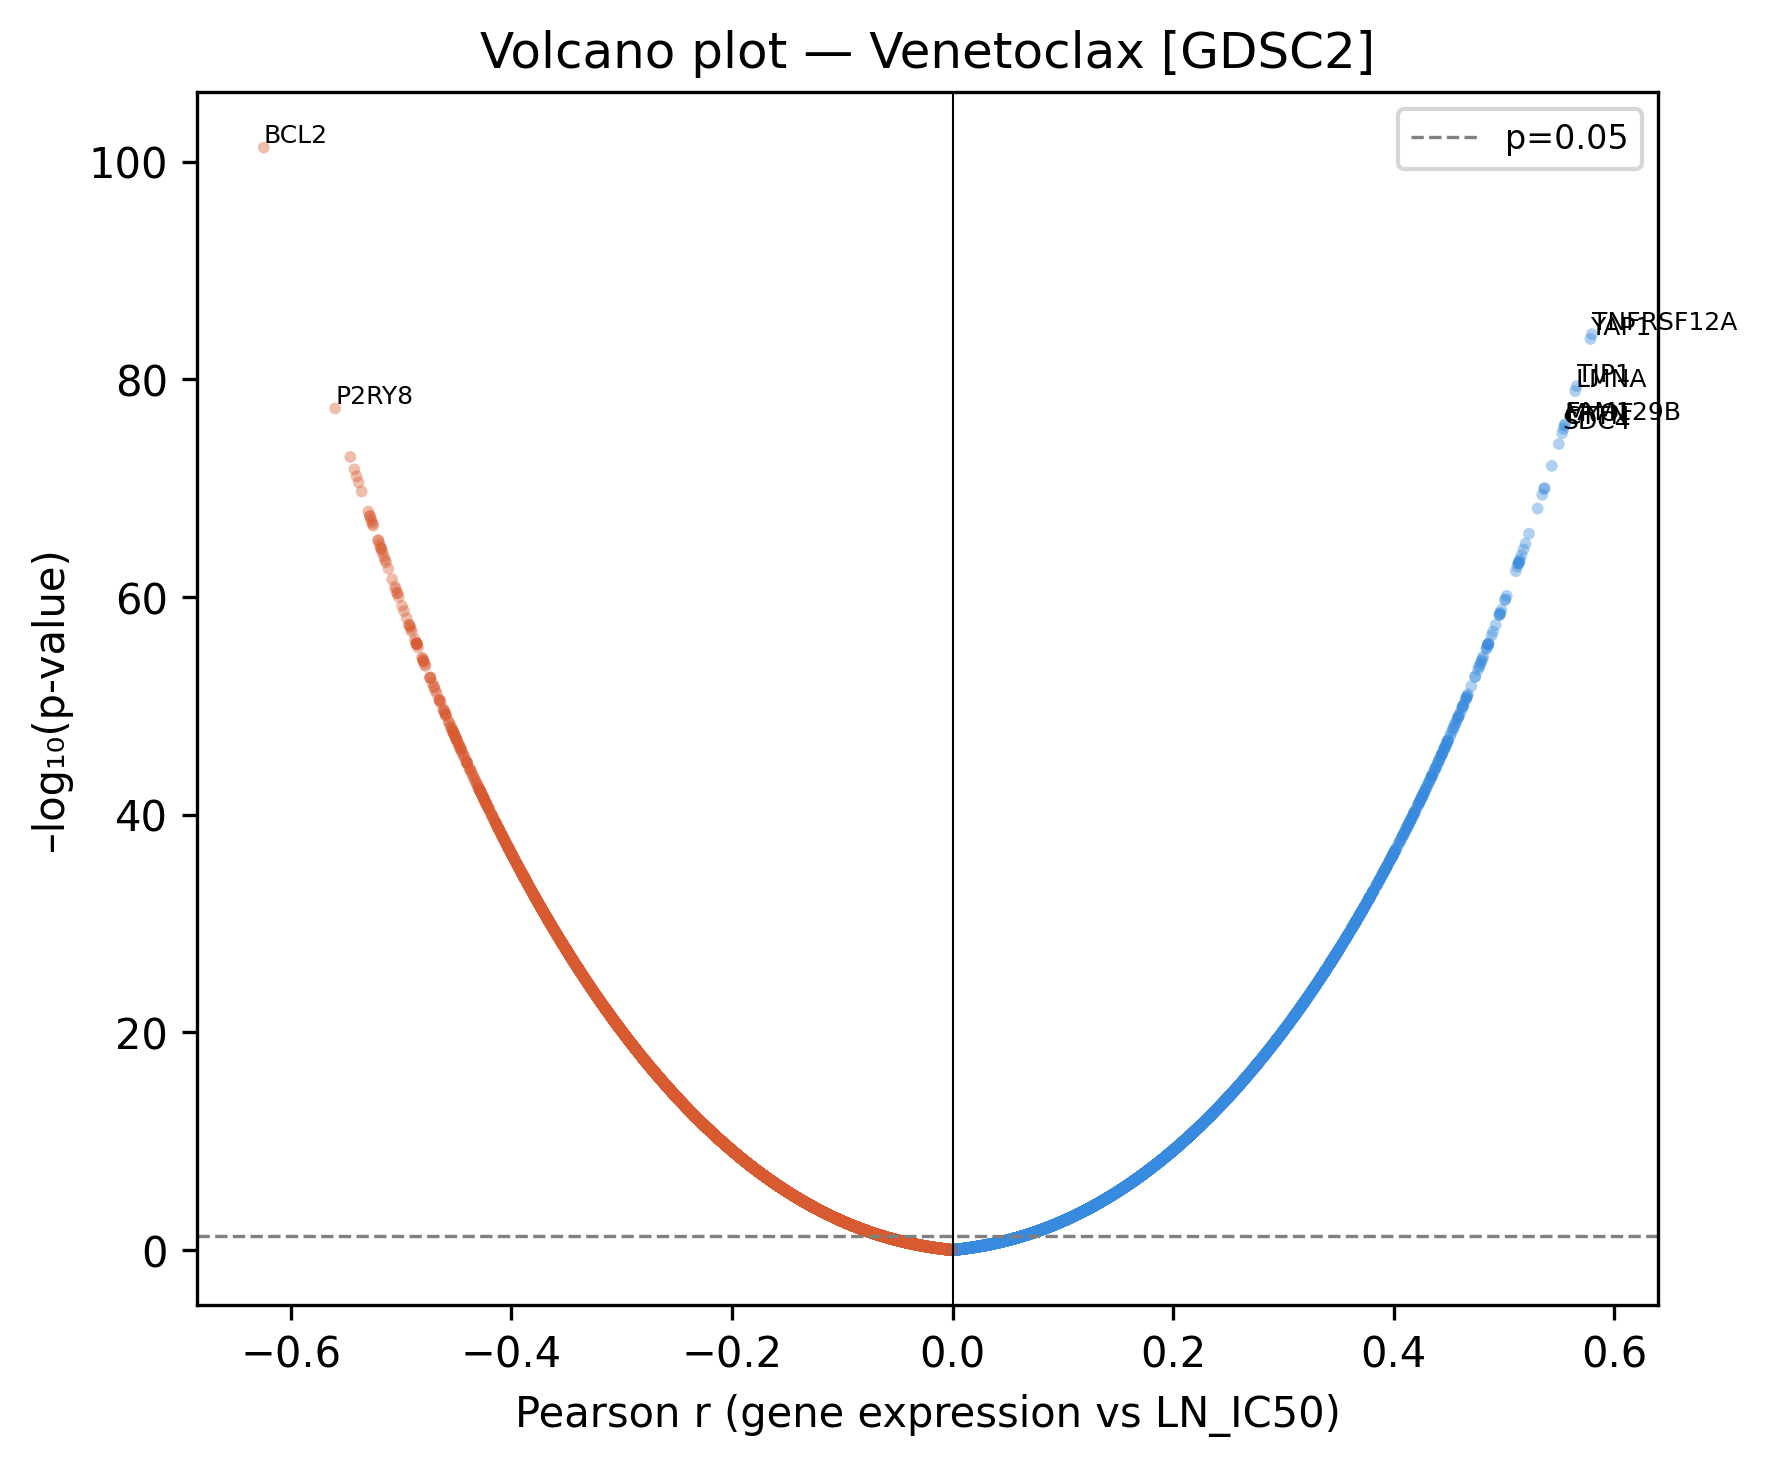 Volcano plot — Venetoclax [GDSC2]
p=0.05
BCL2
P2RY8
TNFRSF12A
YAP1
TJP1
LMNA
SDC4
–log₁₀(p-value)
100
80
60
40
20
0
−0.6
−0.4
−0.2
0.0
0.2
0.4
0.6
Pearson r (gene expression vs LN_IC50)